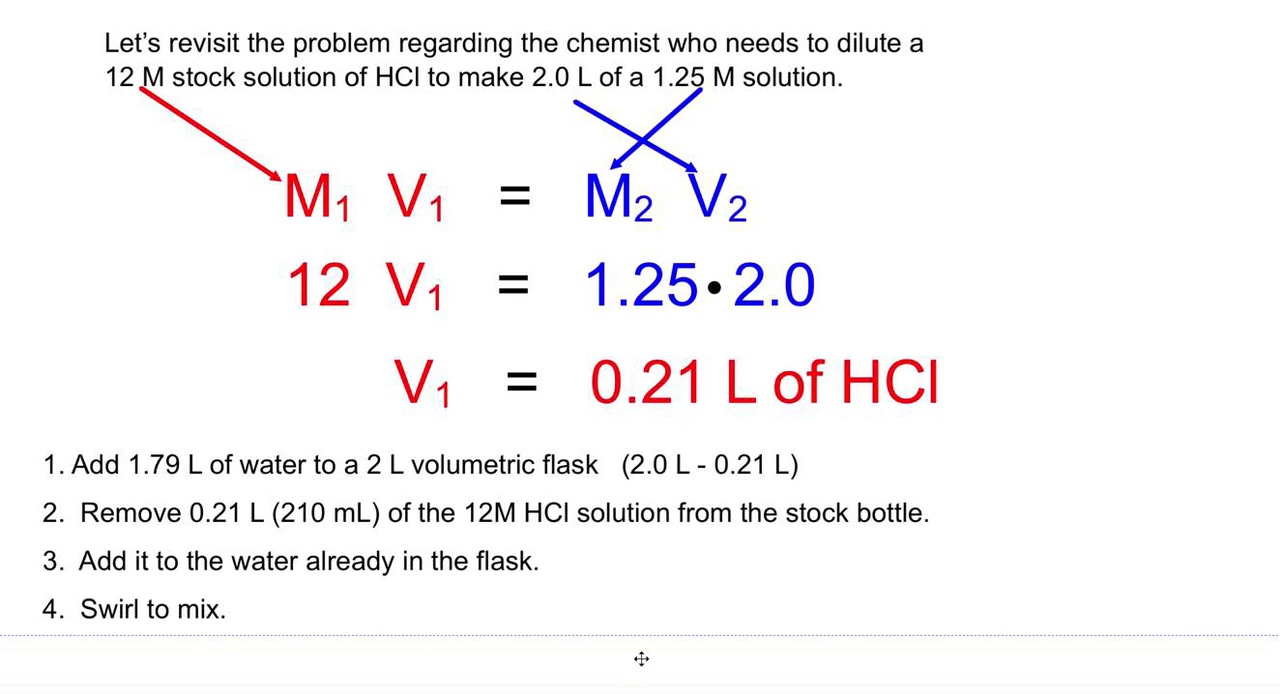 Let's revisit the problem regarding the chemist who needs to dilute a
12 M stock solution of HCl to make 2.0 L of a 1.25 M solution.
M₁ V₁ = M₂ V₂
12 V₁ = 1.25•2.0
V₁ = 0.21 L of HCl
1. Add 1.79 L of water to a 2 L volumetric flask (2.0 L - 0.21 L)
2. Remove 0.21 L (210 mL) of the 12M HCl solution from the stock bottle.
3. Add it to the water already in the flask.
4. Swirl to mix.